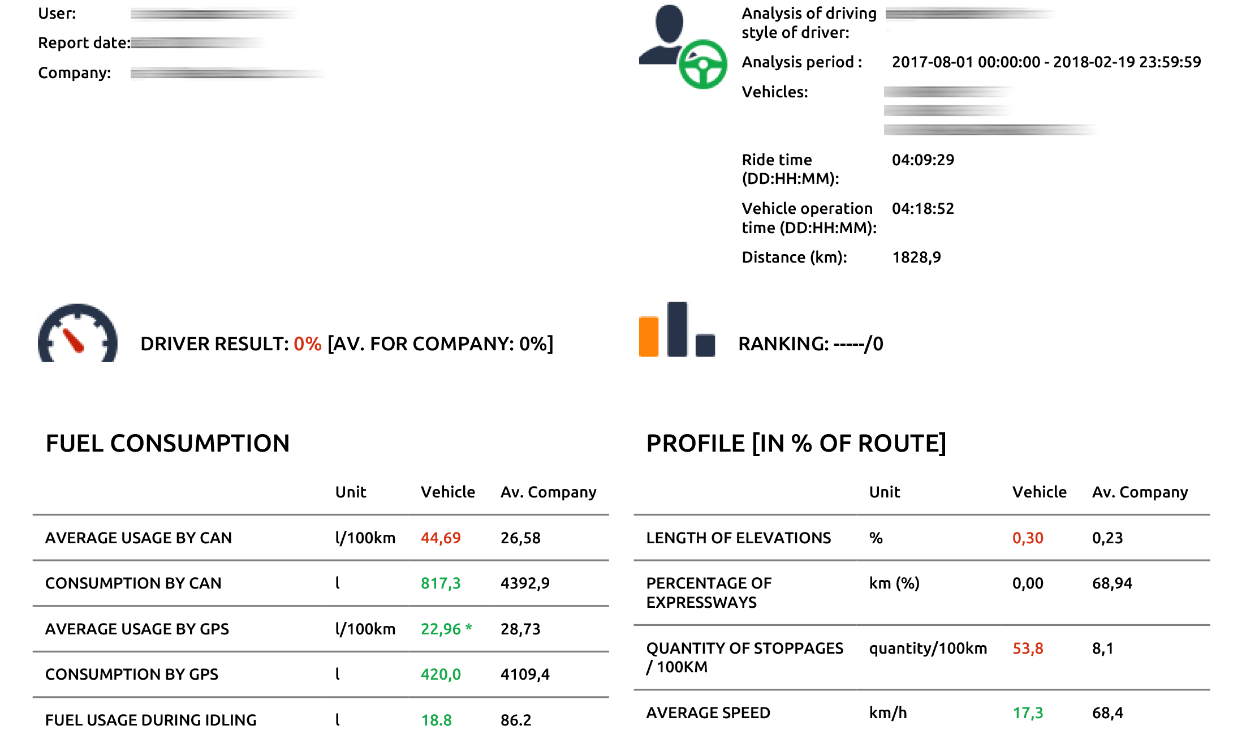 User:
Report date:
Company:
Analysis of driving
style of driver:
Analysis period : 2017-08-01 00:00:00 - 2018-02-19 23:59:59
Vehicles:
Ride time 04:09:29
(DD:HH:MM):
Vehicle operation 04:18:52
time (DD:HH:MM):
Distance (km): 1828,9
DRIVER RESULT: 0% [AV. FOR COMPANY: 0%]
RANKING: -----/0
FUEL CONSUMPTION
Unit Vehicle Av. Company
AVERAGE USAGE BY CAN l/100km 44,69 26,58
CONSUMPTION BY CAN l 817,3 4392,9
AVERAGE USAGE BY GPS l/100km 22,96 * 28,73
CONSUMPTION BY GPS l 420,0 4109,4
FUEL USAGE DURING IDLING l 18.8 86.2
PROFILE [IN % OF ROUTE]
Unit Vehicle Av. Company
LENGTH OF ELEVATIONS % 0,30 0,23
PERCENTAGE OF km (%) 0,00 68,94
EXPRESSWAYS
QUANTITY OF STOPPAGES quantity/100km 53,8 8,1
/ 100KM
AVERAGE SPEED km/h 17,3 68,4